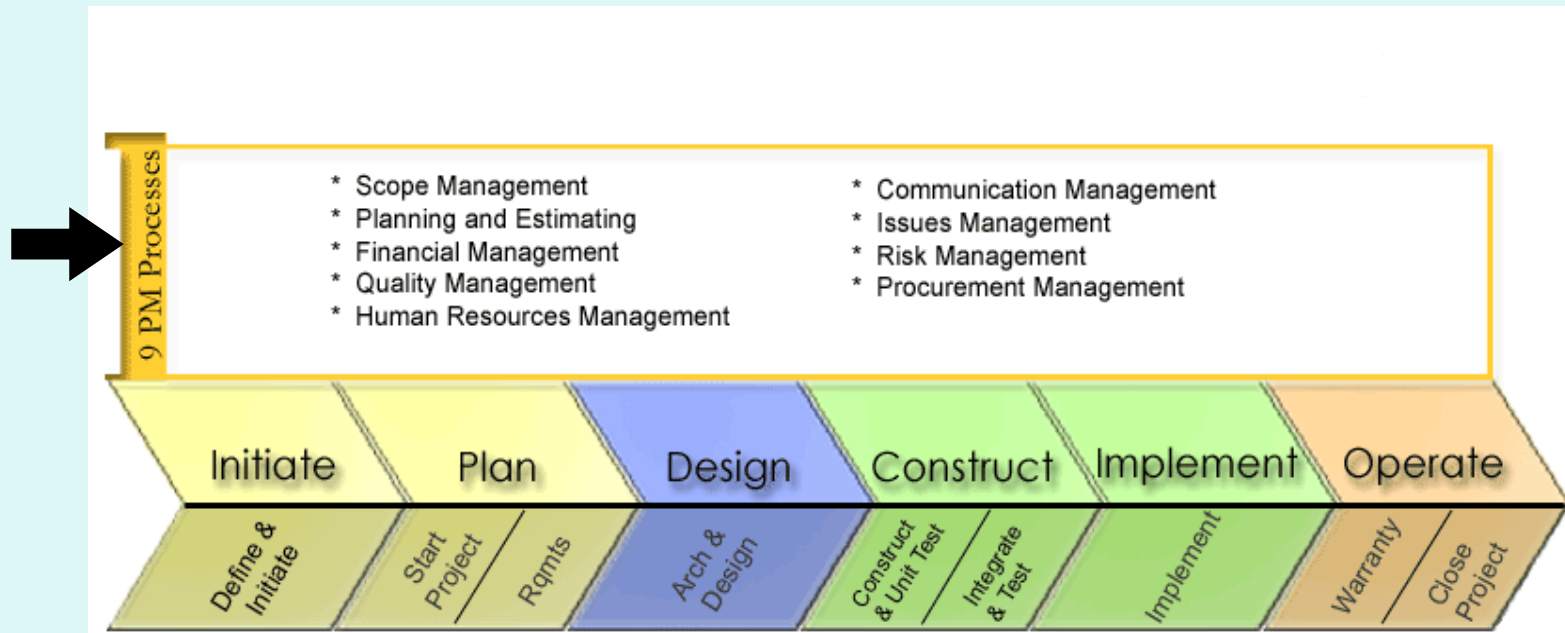 9 PM Processes
* Scope Management
* Planning and Estimating
* Financial Management
* Quality Management
* Human Resources Management
* Communication Management
* Issues Management
* Risk Management
* Procurement Management
Initiate
Plan
Design
Construct
Implement
Operate
Define &
Initiate
Start
Project
Rqmts
Arch &
Design
Construct
& Unit Test
Integrate
& Test
Implement
Warranty
Close
Project